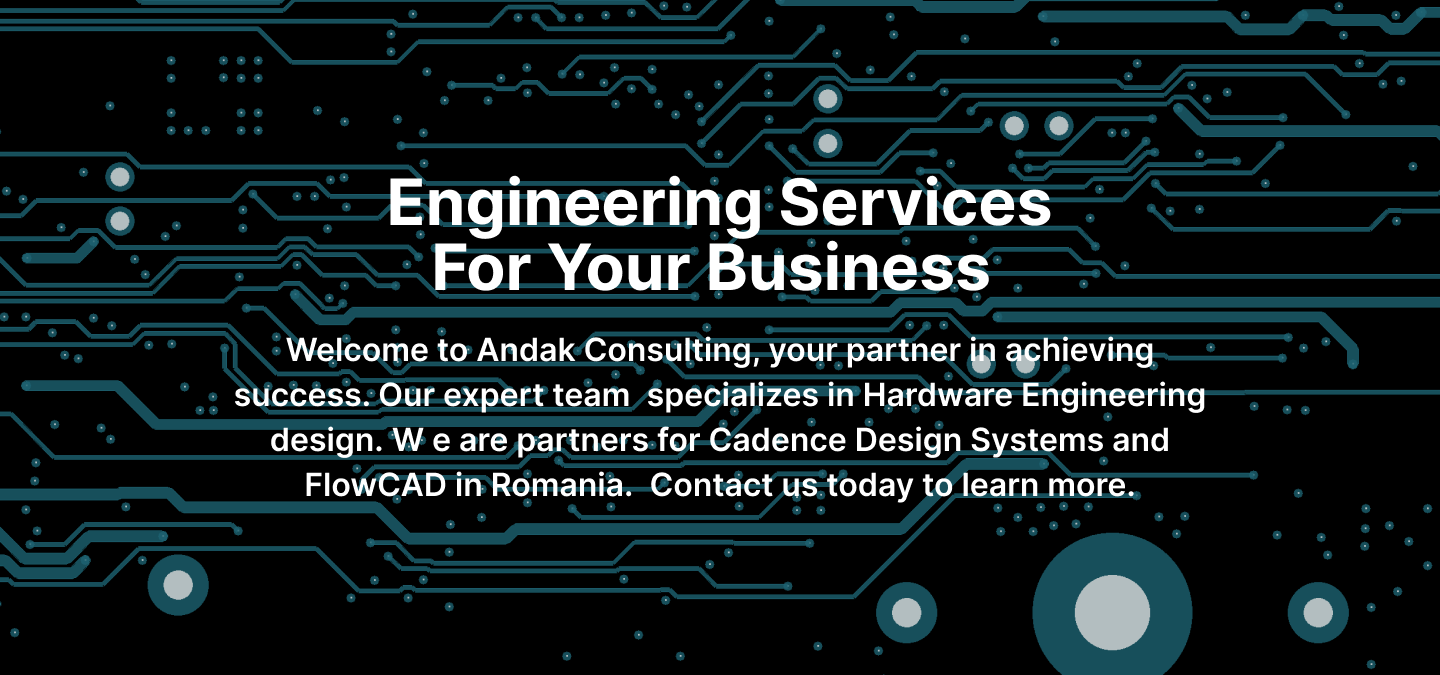 Engineering Services
For Your Business
Welcome to Andak Consulting, your partner in achieving
success. Our expert team  specializes in Hardware Engineering
design. W e are partners for Cadence Design Systems and
FlowCAD in Romania.  Contact us today to learn more.